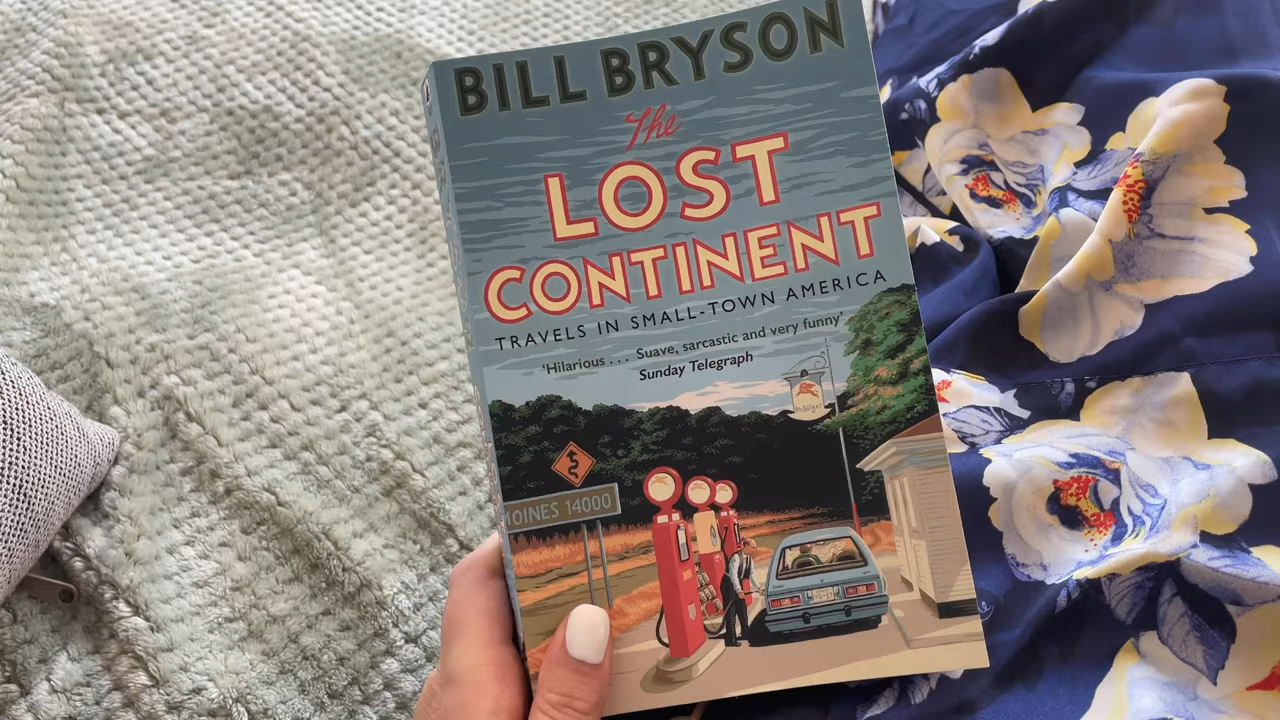 BILL BRYSON
The
LOST
CONTINENT
TRAVELS IN SMALL-TOWN AMERICA
‘Hilarious . . . Suave, sarcastic and very funny’
Sunday Telegraph
MOINES 14000